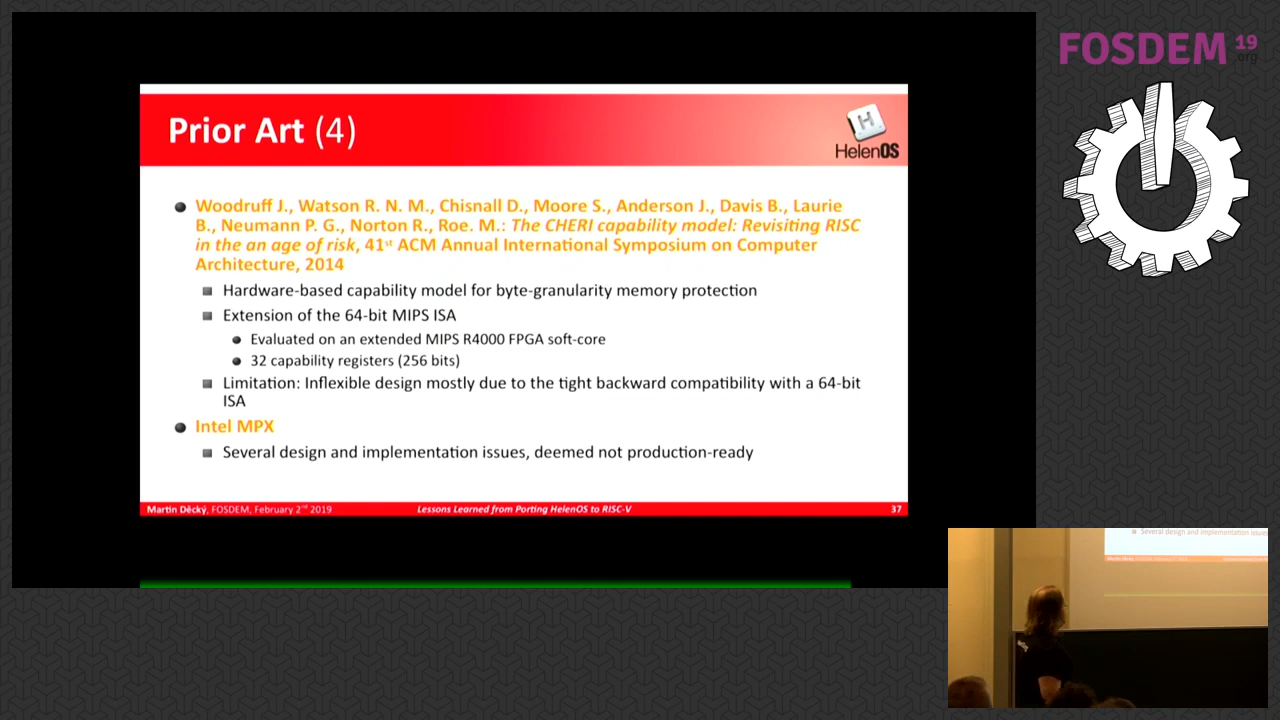 FOSDEM 19
.org
Prior Art (4)
H
HelenOS
Woodruff J., Watson R. N. M., Chisnall D., Moore S., Anderson J., Davis B., Laurie
B., Neumann P. G., Norton R., Roe. M.: The CHERI capability model: Revisiting RISC
in the an age of risk, 41st ACM Annual International Symposium on Computer
Architecture, 2014
Hardware-based capability model for byte-granularity memory protection
Extension of the 64-bit MIPS ISA
Evaluated on an extended MIPS R4000 FPGA soft-core
32 capability registers (256 bits)
Limitation: Inflexible design mostly due to the tight backward compatibility with a 64-bit
ISA
Intel MPX
Several design and implementation issues, deemed not production-ready
Martin Děcký, FOSDEM, February 2nd 2019 Lessons Learned from Porting HelenOS to RISC-V 37
Several design and implementation issues